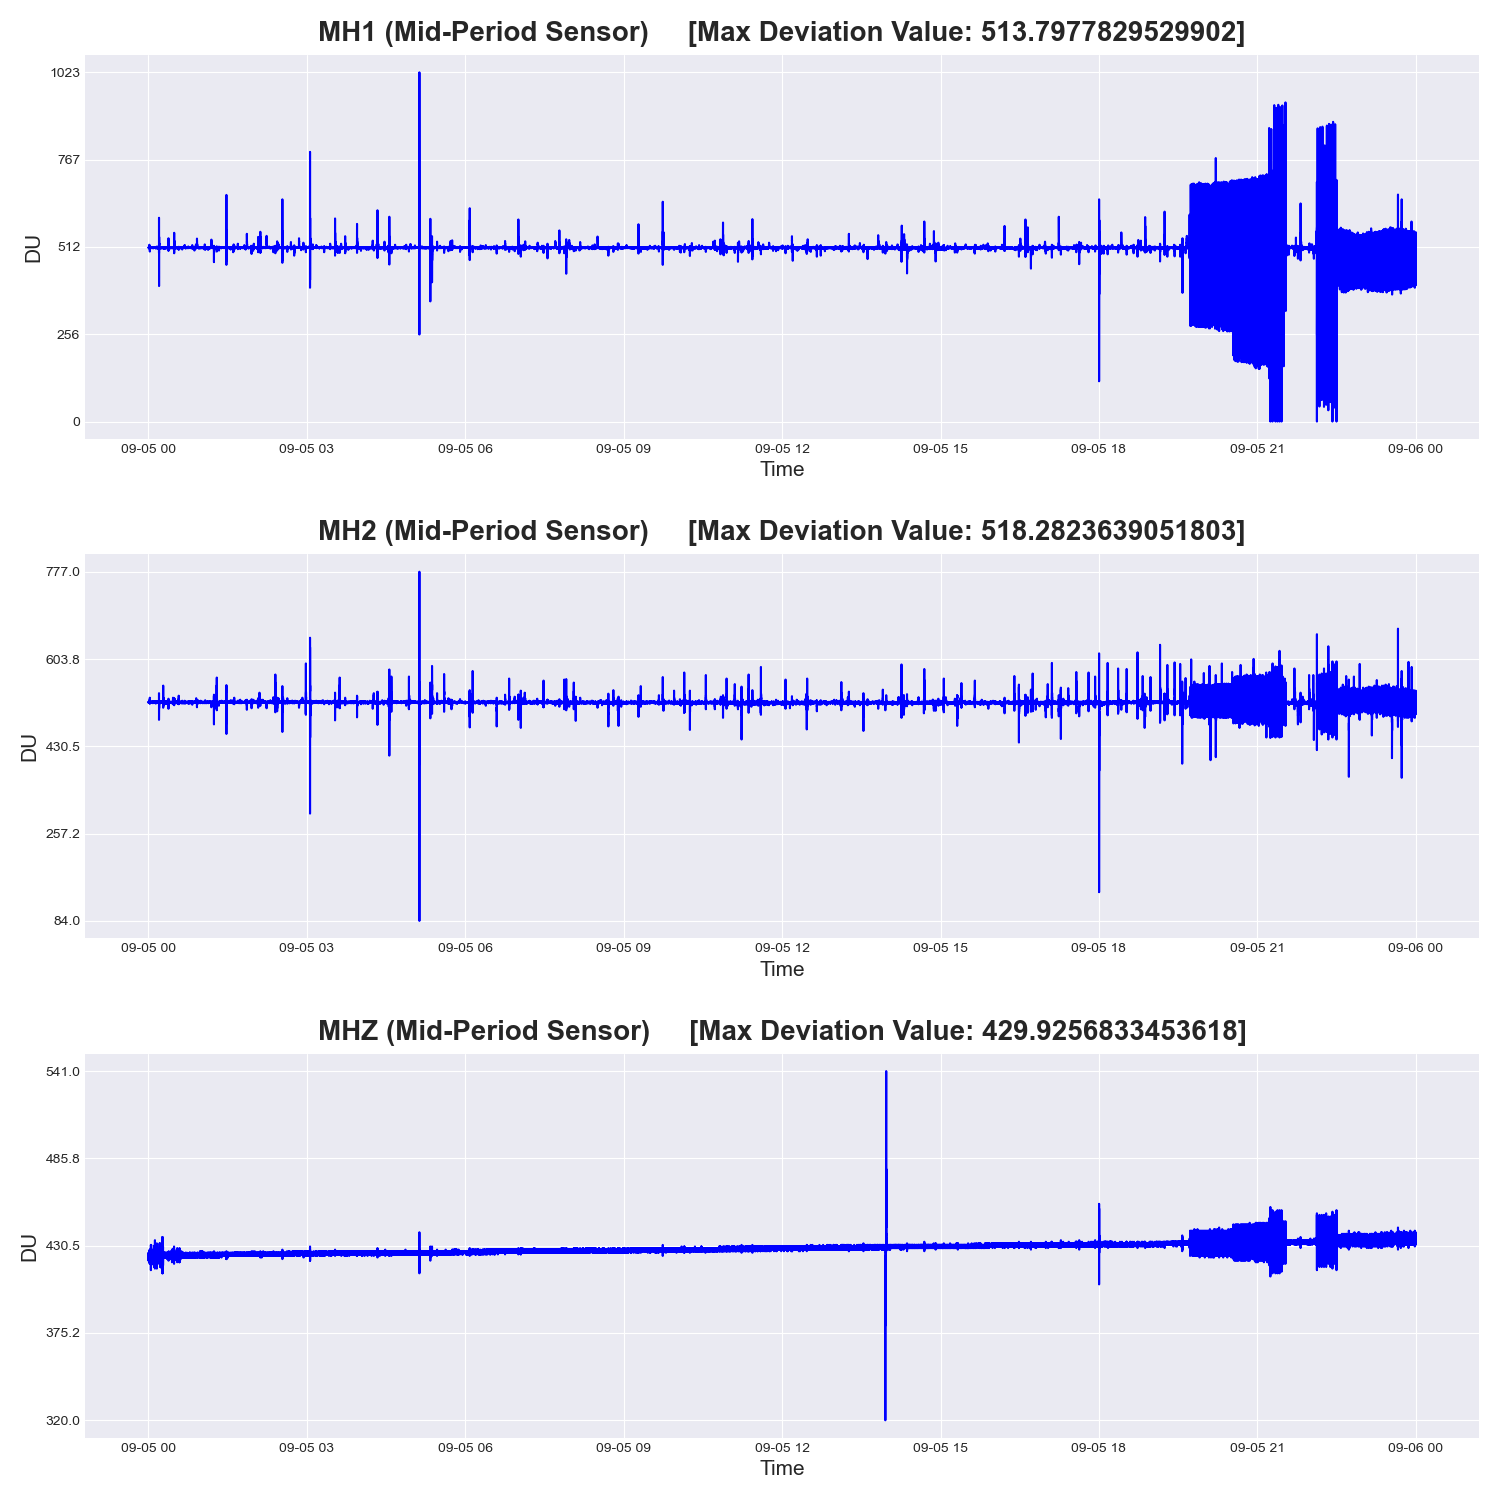 MH1 (Mid-Period Sensor) [Max Deviation Value: 513.7977829529902]
1023
767
512
256
0
DU
09-05 00 09-05 03 09-05 06 09-05 09 09-05 12 09-05 15 09-05 18 09-05 21 09-06 00
Time
MH2 (Mid-Period Sensor) [Max Deviation Value: 518.2823639051803]
777.0
603.8
430.5
257.2
84.0
DU
09-05 00 09-05 03 09-05 06 09-05 09 09-05 12 09-05 15 09-05 18 09-05 21 09-06 00
Time
MHZ (Mid-Period Sensor) [Max Deviation Value: 429.9256833453618]
541.0
485.8
430.5
375.2
320.0
DU
09-05 00 09-05 03 09-05 06 09-05 09 09-05 12 09-05 15 09-05 18 09-05 21 09-06 00
Time